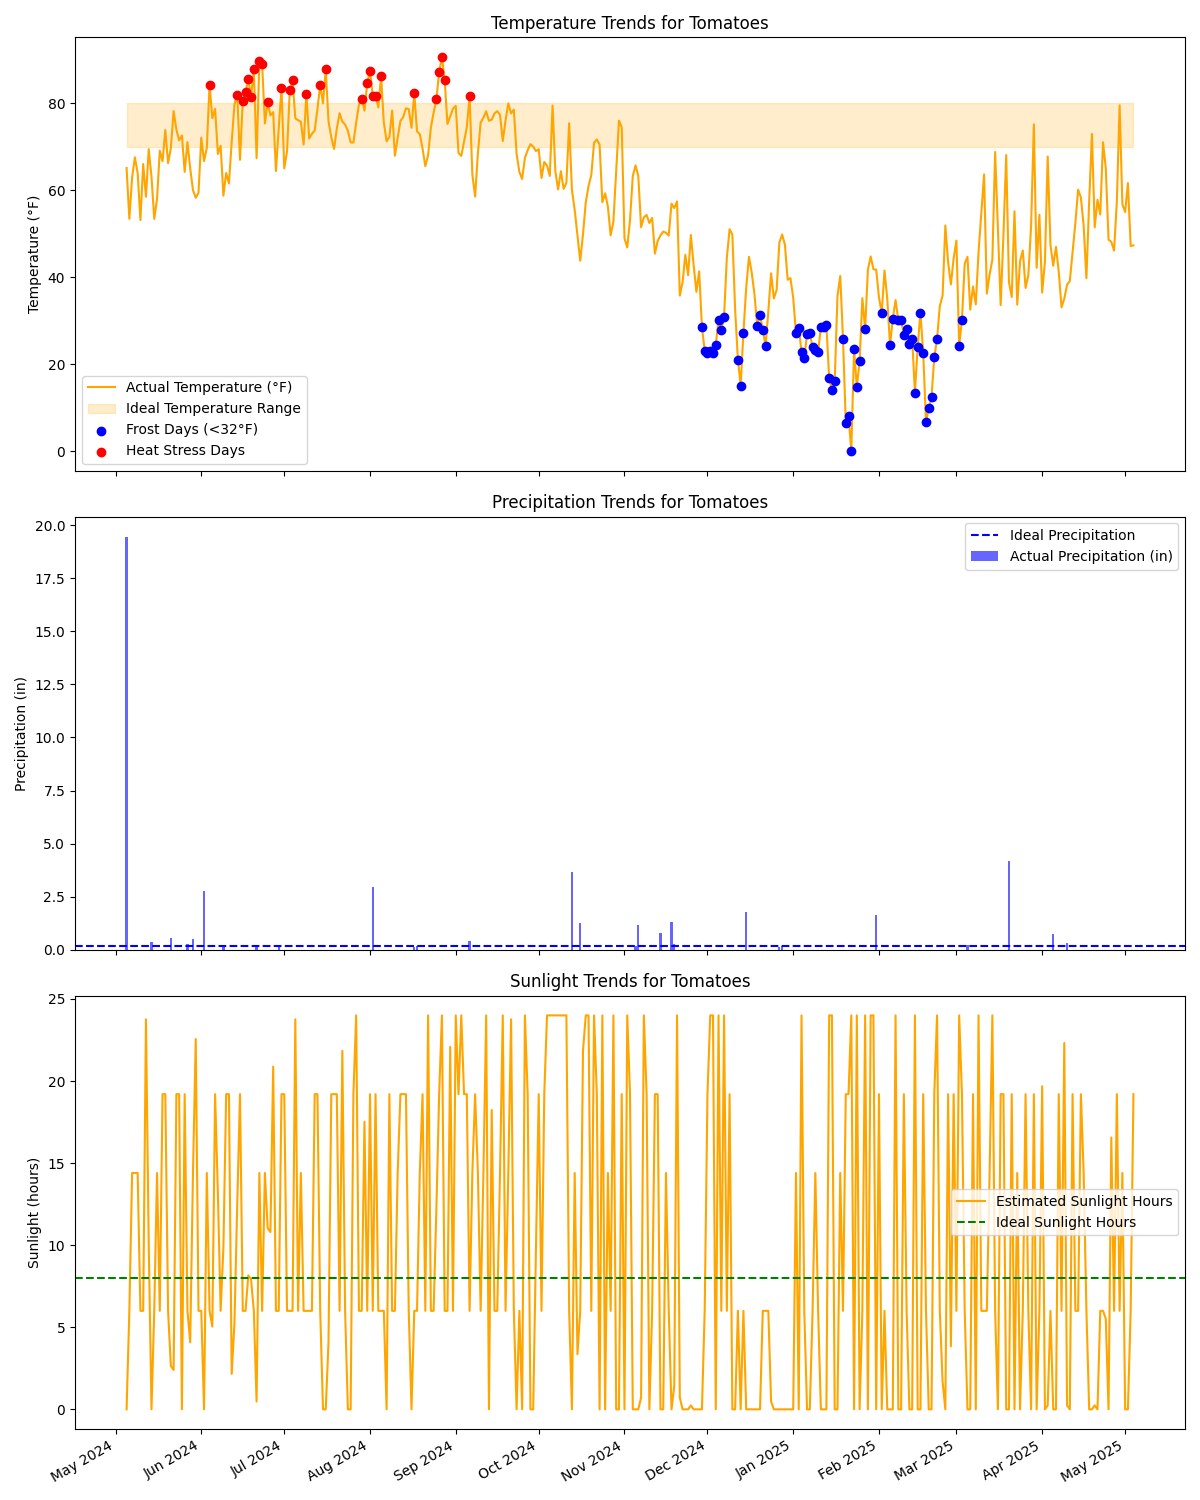 Temperature Trends for Tomatoes
Temperature (°F)
80
60
40
20
0
Actual Temperature (°F)
Ideal Temperature Range
Frost Days (<32°F)
Heat Stress Days
Precipitation Trends for Tomatoes
Precipitation (in)
20.0
17.5
15.0
12.5
10.0
7.5
5.0
2.5
0.0
Ideal Precipitation
Actual Precipitation (in)
Sunlight Trends for Tomatoes
Sunlight (hours)
25
20
15
10
5
0
Estimated Sunlight Hours
Ideal Sunlight Hours
May 2024
Jun 2024
Jul 2024
Aug 2024
Sep 2024
Oct 2024
Nov 2024
Dec 2024
Jan 2025
Feb 2025
Mar 2025
Apr 2025
May 2025